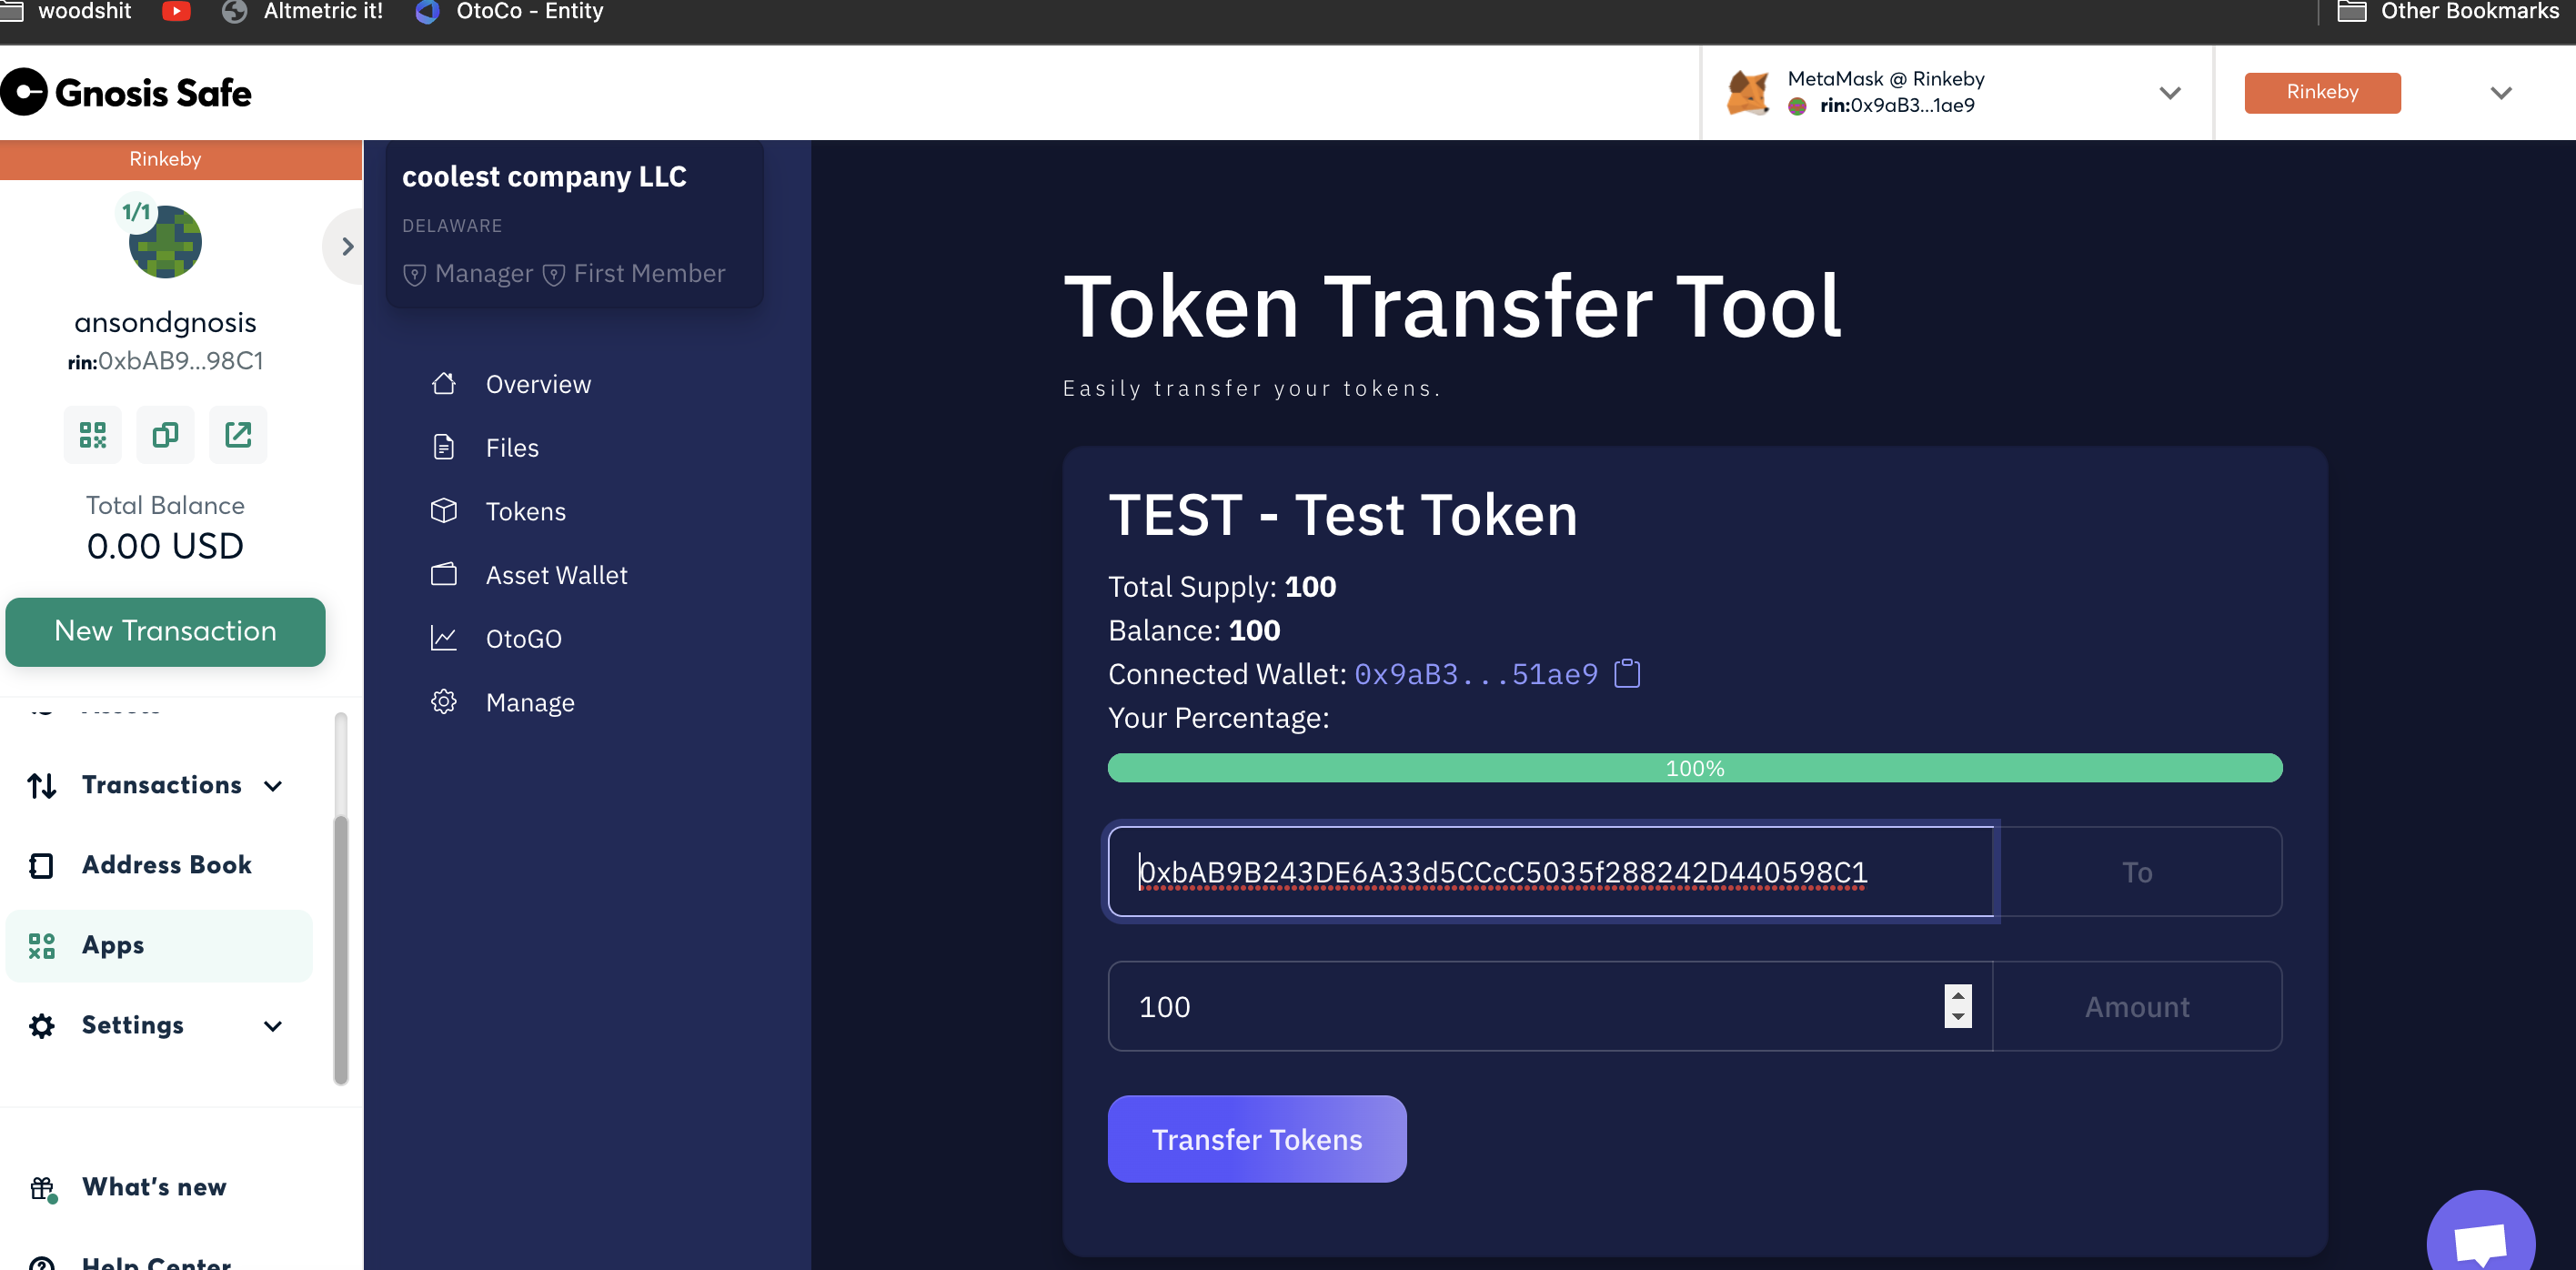 woodshit
Altmetric it!
OtoCo - Entity
Other Bookmarks
Gnosis Safe
MetaMask @ Rinkeby
rin:0x9aB3...1ae9
Rinkeby
Rinkeby
1/1
ansondgnosis
rin:0xbAB9...98C1
Total Balance
0.00 USD
New Transaction
Assets
Transactions
Address Book
Apps
Settings
What's new
Help Center
coolest company LLC
DELAWARE
Manager First Member
Overview
Files
Tokens
Asset Wallet
OtoGO
Manage
Token Transfer Tool
Easily transfer your tokens.
TEST - Test Token
Total Supply: 100
Balance: 100
Connected Wallet: 0x9aB3...51ae9
Your Percentage:
100%
0xbAB9B243DE6A33d5CCcC5035f288242D440598C1
To
100
Amount
Transfer Tokens